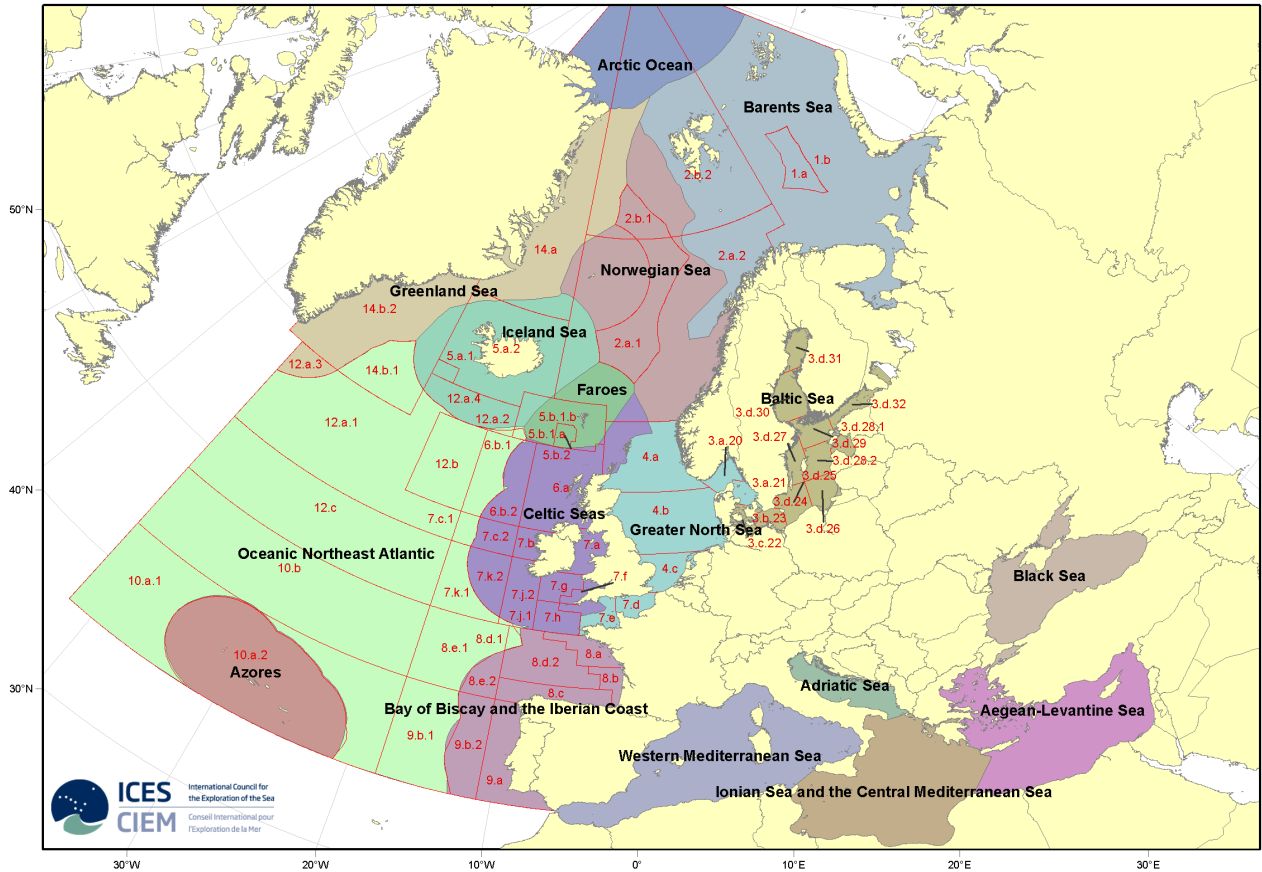 Arctic Ocean
Barents Sea
1.b
1.a
2.b.2
50°N
2.b.1
14.a
2.a.2
Norwegian Sea
Greenland Sea
14.b.2
Iceland Sea
5.a.2
5.a.1
2.a.1
3.d.31
12.a.3
14.b.1
Faroes
12.a.4
Baltic Sea
3.d.32
12.a.1
12.a.2
5.b.1.b
3.d.30
5.b.1.a
3.d.28.1
6.b.1
3.a.20
3.d.27
3.d.29
5.b.2
4.a
3.d.28.2
12.b
3.d.25
40°N
6.a
3.a.21
3.d.24
12.c
6.b.2
Celtic Seas
4.b
7.c.1
3.b.23
3.d.26
Greater North Sea
7.c.2
7.b
7.a
3.c.22
Oceanic Northeast Atlantic
10.b
4.c
10.a.1
7.k.2
7.f
Black Sea
7.g
7.k.1
7.j.2
7.d
7.j.1
7.h
7.e
8.d.1
8.e.1
10.a.2
8.a
8.d.2
Azores
8.e.2
8.b
30°N
Adriatic Sea
8.c
Bay of Biscay and the Iberian Coast
Aegean-Levantine Sea
9.b.1
9.b.2
Western Mediterranean Sea
9.a
Ionian Sea and the Central Mediterranean Sea
ICES
CIEM
International Council for
the Exploration of the Sea
Conseil International pour
l'Exploration de la Mer
30°W
20°W
10°W
0°
10°E
20°E
30°E